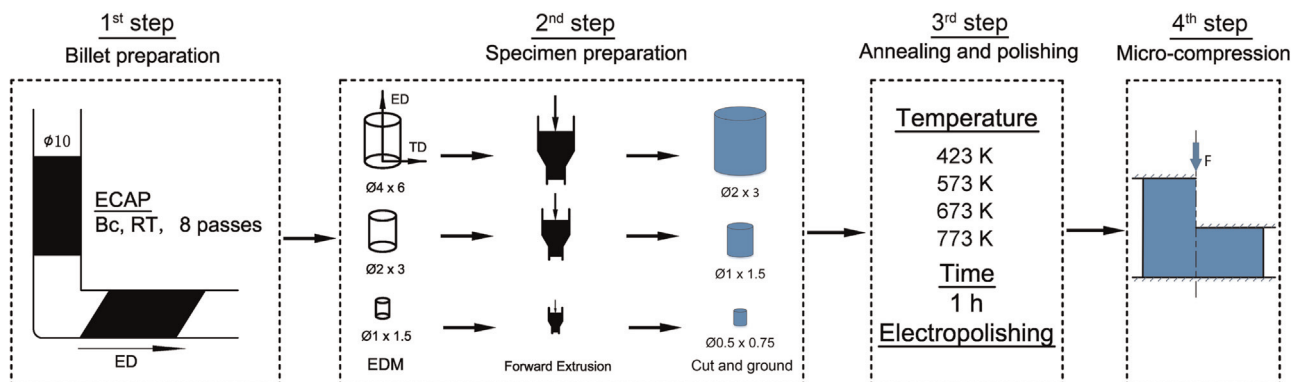 1st step
Billet preparation
2nd step
Specimen preparation
3rd step
Annealing and polishing
4th step
Micro-compression
ϕ10
ECAP
Bc, RT, 8 passes
ED
ED
TD
Ø4 x 6
Ø2 x 3
Ø2 x 3
Ø1 x 1.5
Ø1 x 1.5
Ø0.5 x 0.75
EDM
Forward Extrusion
Cut and ground
Temperature
423 K
573 K
673 K
773 K
Time
1 h
Electropolishing
F